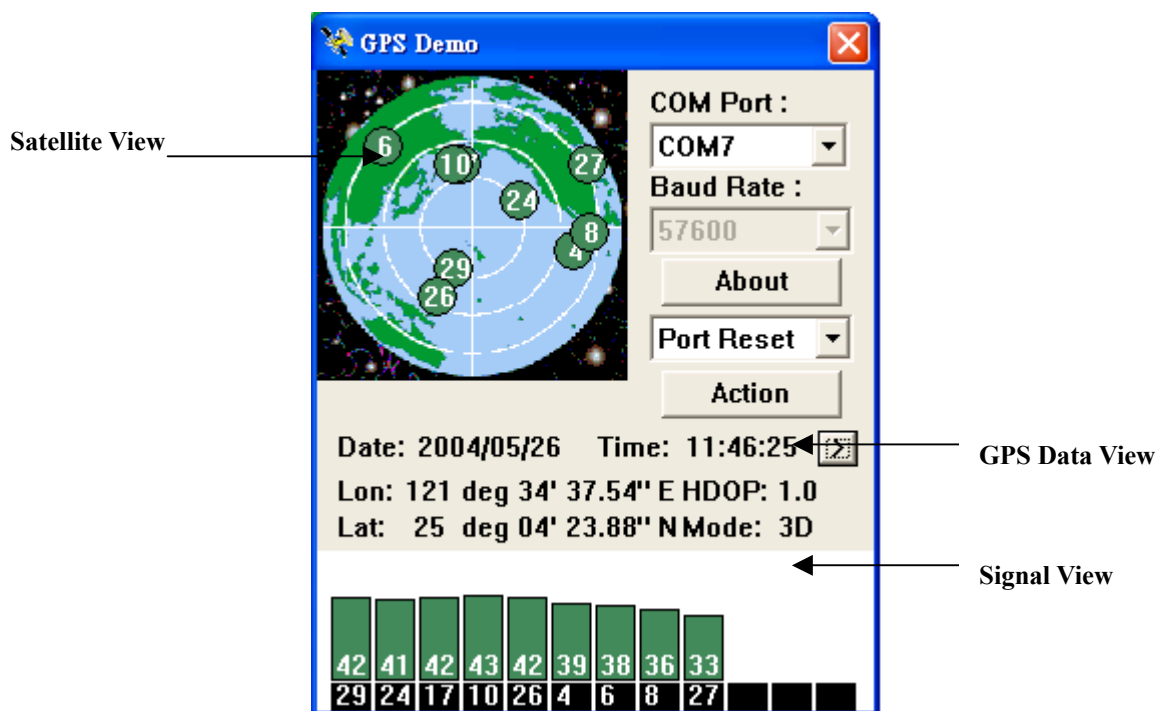 GPS Demo
COM Port :
COM7
Baud Rate :
57600
About
Port Reset
Action
Satellite View
6
10
27
24
8
4
29
26
Date: 2004/05/26 Time: 11:46:25 Σ
GPS Data View
Lon: 121 deg 34' 37.54" E HDOP: 1.0
Lat: 25 deg 04' 23.88" N Mode: 3D
Signal View
42 41 42 43 42 39 38 36 33
29 24 17 10 26 4 6 8 27